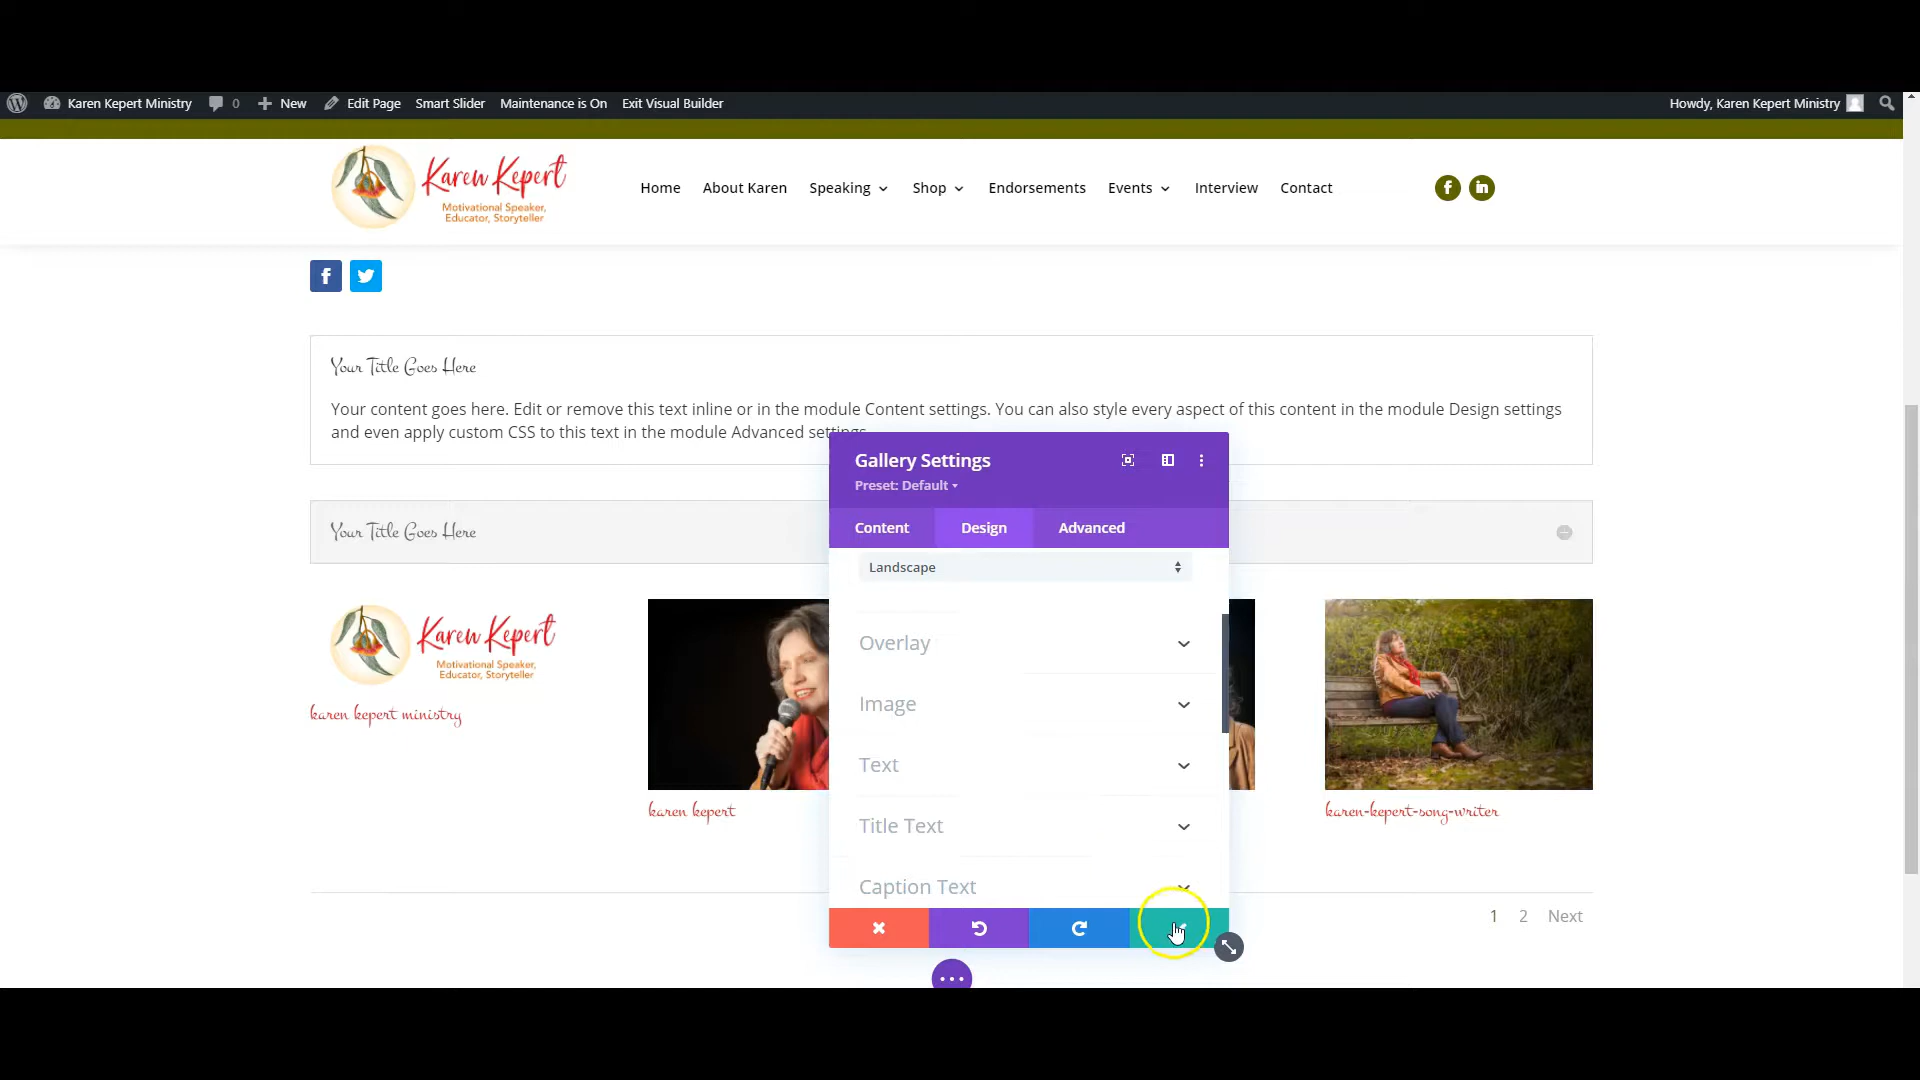 Karen Kepert Ministry 0 New Edit Page Smart Slider Maintenance is On Exit Visual Builder Howdy, Karen Kepert Ministry
Karen Kepert
Motivational Speaker,
Educator, Storyteller
Home About Karen Speaking Shop Endorsements Events Interview Contact
Your Title Goes Here
Your content goes here. Edit or remove this text inline or in the module Content settings. You can also style every aspect of this content in the module Design settings
and even apply custom CSS to this text in the module Advanced settings.
Gallery Settings
Preset: Default
Content Design Advanced
Your Title Goes Here
Landscape
Overlay
Image
Text
Title Text
Caption Text
Karen Kepert
Motivational Speaker,
Educator, Storyteller
karen kepert ministry
karen kepert
karen-kepert-song-writer
1 2 Next